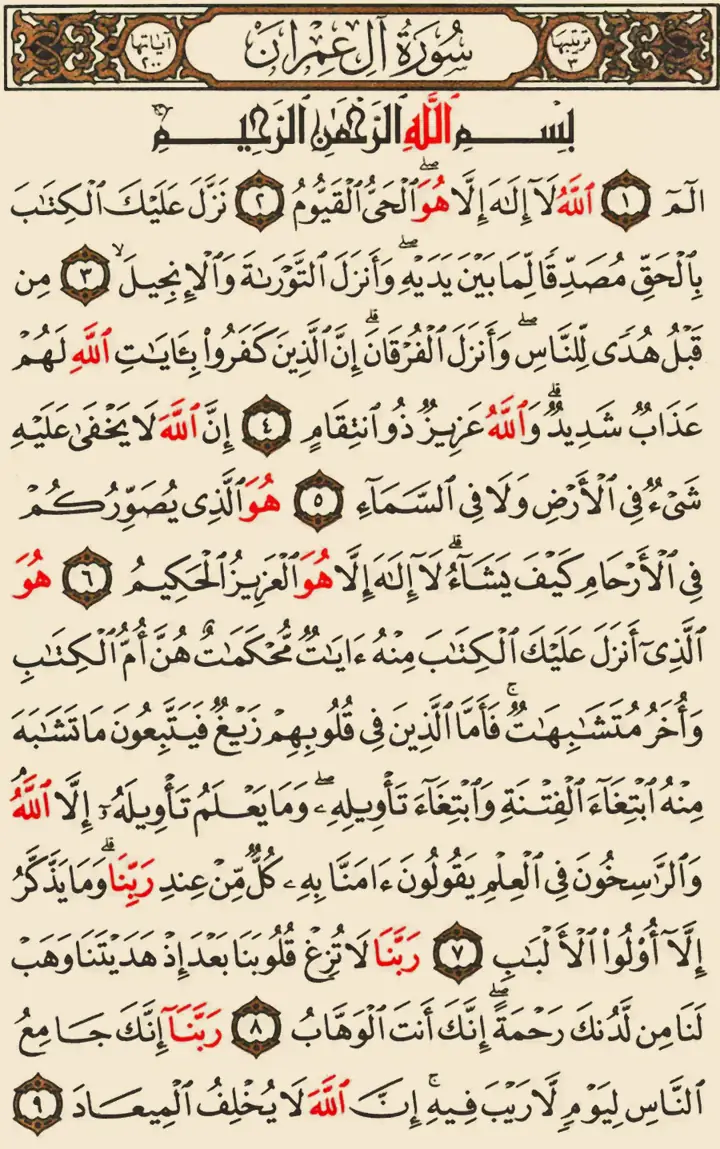 ترتيبها ٣ سُورَةُ آلِ عِمْرَانَ آياتها ٢٠٠
بِسْمِ ٱللَّهِ ٱلرَّحْمَٰنِ ٱلرَّحِيمِ
الٓمٓ ١ ٱللَّهُ لَآ إِلَٰهَ إِلَّا هُوَ ۖ ٱلْحَىُّ ٱلْقَيُّومُ ٢ نَزَّلَ عَلَيْكَ ٱلْكِتَٰبَ
بِٱلْحَقِّ مُصَدِّقًا لِّمَا بَيْنَ يَدَيْهِ ۖ وَأَنزَلَ ٱلتَّوْرَىٰةَ وَٱلْإِنجِيلَ ۙ ٣ مِن
قَبْلُ هُدًى لِّلنَّاسِ ۖ وَأَنزَلَ ٱلْفُرْقَانَ ۗ إِنَّ ٱلَّذِينَ كَفَرُوا۟ بِـَٔايَٰتِ ٱللَّهِ لَهُمْ
عَذَابٌ شَدِيدٌ ۗ وَٱللَّهُ عَزِيزٌ ذُو ٱنتِقَامٍ ٤ إِنَّ ٱللَّهَ لَا يَخْفَىٰ عَلَيْهِ
شَىْءٌ فِى ٱلْأَرْضِ وَلَا فِى ٱلسَّمَآءِ ٥ هُوَ ٱلَّذِى يُصَوِّرُكُمْ
فِى ٱلْأَرْحَامِ كَيْفَ يَشَآءُ ۗ لَآ إِلَٰهَ إِلَّا هُوَ ٱلْعَزِيزُ ٱلْحَكِيمُ ٦ هُوَ
ٱلَّذِىٓ أَنزَلَ عَلَيْكَ ٱلْكِتَٰبَ مِنْهُ ءَايَٰتٌ مُّحْكَمَٰتٌ هُنَّ أُمُّ ٱلْكِتَٰبِ
وَأُخَرُ مُتَشَٰبِهَٰتٌ ۚ فَأَمَّا ٱلَّذِينَ فِى قُلُوبِهِمْ زَيْغٌ فَيَتَّبِعُونَ مَا تَشَٰبَهَ
مِنْهُ ٱبْتِغَآءَ ٱلْفِتْنَةِ وَٱبْتِغَآءَ تَأْوِيلِهِۦ ۖ وَمَا يَعْلَمُ تَأْوِيلَهُۥٓ إِلَّا ٱللَّهُ ۗ
وَٱلرَّٰسِخُونَ فِى ٱلْعِلْمِ يَقُولُونَ ءَامَنَّا بِهِۦ كُلٌّ مِّنْ عِندِ رَبِّنَا ۗ وَمَا يَذَّكَّرُ
إِلَّآ أُو۟لُوا۟ ٱلْأَلْبَٰبِ ٧ رَبَّنَا لَا تُزِغْ قُلُوبَنَا بَعْدَ إِذْ هَدَيْتَنَا وَهَبْ
لَنَا مِن لَّدُنكَ رَحْمَةً ۚ إِنَّكَ أَنتَ ٱلْوَهَّابُ ٨ رَبَّنَآ إِنَّكَ جَامِعُ
ٱلنَّاسِ لِيَوْمٍ لَّا رَيْبَ فِيهِ ۚ إِنَّ ٱللَّهَ لَا يُخْلِفُ ٱلْمِيعَادَ ٩